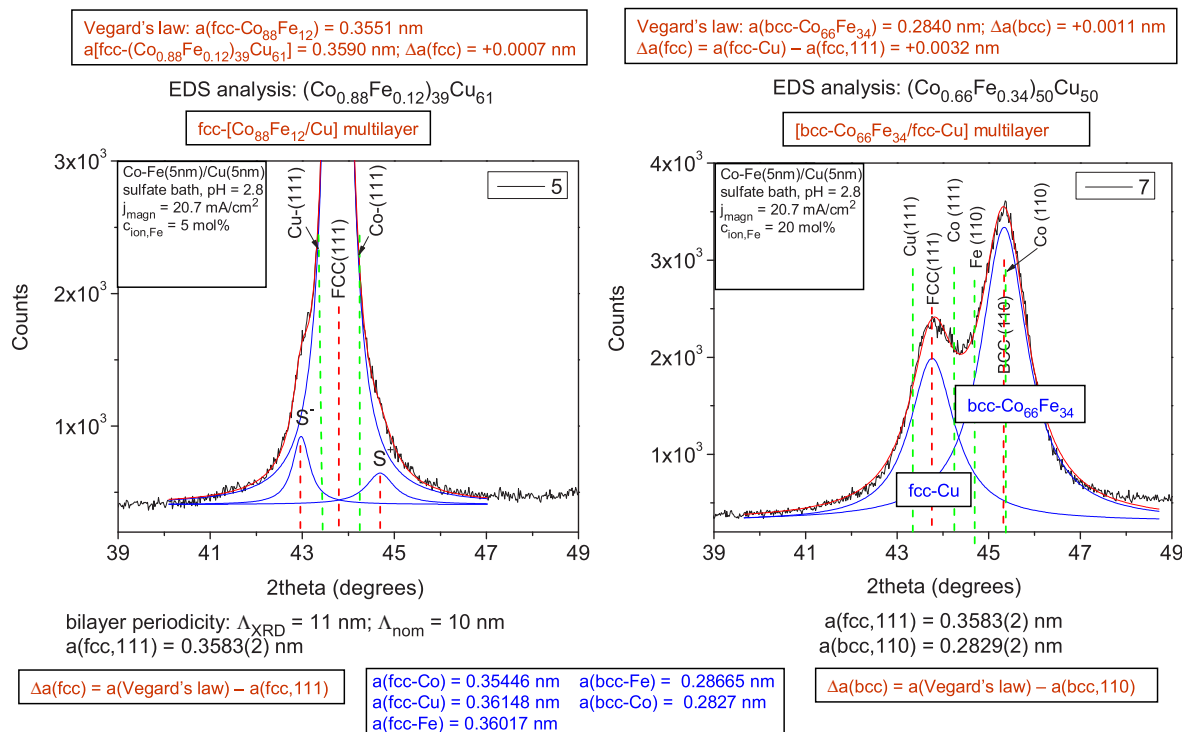 Vegard's law: a(fcc-Co88Fe12) = 0.3551
a[fcc-(Co0.88Fe0.12)39Cu61] = 0.3590 nm; Δa(fcc) = +0.0007 nm
EDS analysis: (Co0.88Fe0.12)39Cu61
fcc-[Co88Fe12/Cu] multilayer
3x10³
2x10³
1x10³
Counts
Co-Fe(5nm)/Cu(5nm)
sulfate bath, pH = 2.8
jmagn = 20.7 mA/cm²
cion,Fe = 5 mol%
5
Cu-(111)
FCC(111)
Co-(111)
S⁻
S⁺
39 41 43 45 47 49
2theta (degrees)
bilayer periodicity: ΛXRD = 11 nm; Λnom = 10 nm
a(fcc,111) = 0.3583(2) nm
Δa(fcc) = a(Vegard's law) – a(fcc,111)
Vegard's law: a(bcc-Co66Fe34) = 0.2840 nm; Δa(bcc) = +0.0011 nm
Δa(fcc) = a(fcc-Cu) – a(fcc,111) = +0.0032 nm
EDS analysis: (Co0.66Fe0.34)50Cu50
[bcc-Co66Fe34/fcc-Cu] multilayer
4x10³
3x10³
2x10³
1x10³
Counts
Co-Fe(5nm)/Cu(5nm)
sulfate bath, pH = 2.8
jmagn = 20.7 mA/cm²
cion,Fe = 20 mol%
7
Cu(111)
FCC(111)
Co (111)
Fe (110)
BCC (110)
Co (110)
bcc-Co66Fe34
fcc-Cu
39 41 43 45 47 49
2theta (degrees)
a(fcc,111) = 0.3583(2) nm
a(bcc,110) = 0.2829(2) nm
Δa(bcc) = a(Vegard's law) – a(bcc,110)
a(fcc-Co) = 0.35446 nm a(bcc-Fe) = 0.28665 nm
a(fcc-Cu) = 0.36148 nm a(bcc-Co) = 0.2827 nm
a(fcc-Fe) = 0.36017 nm